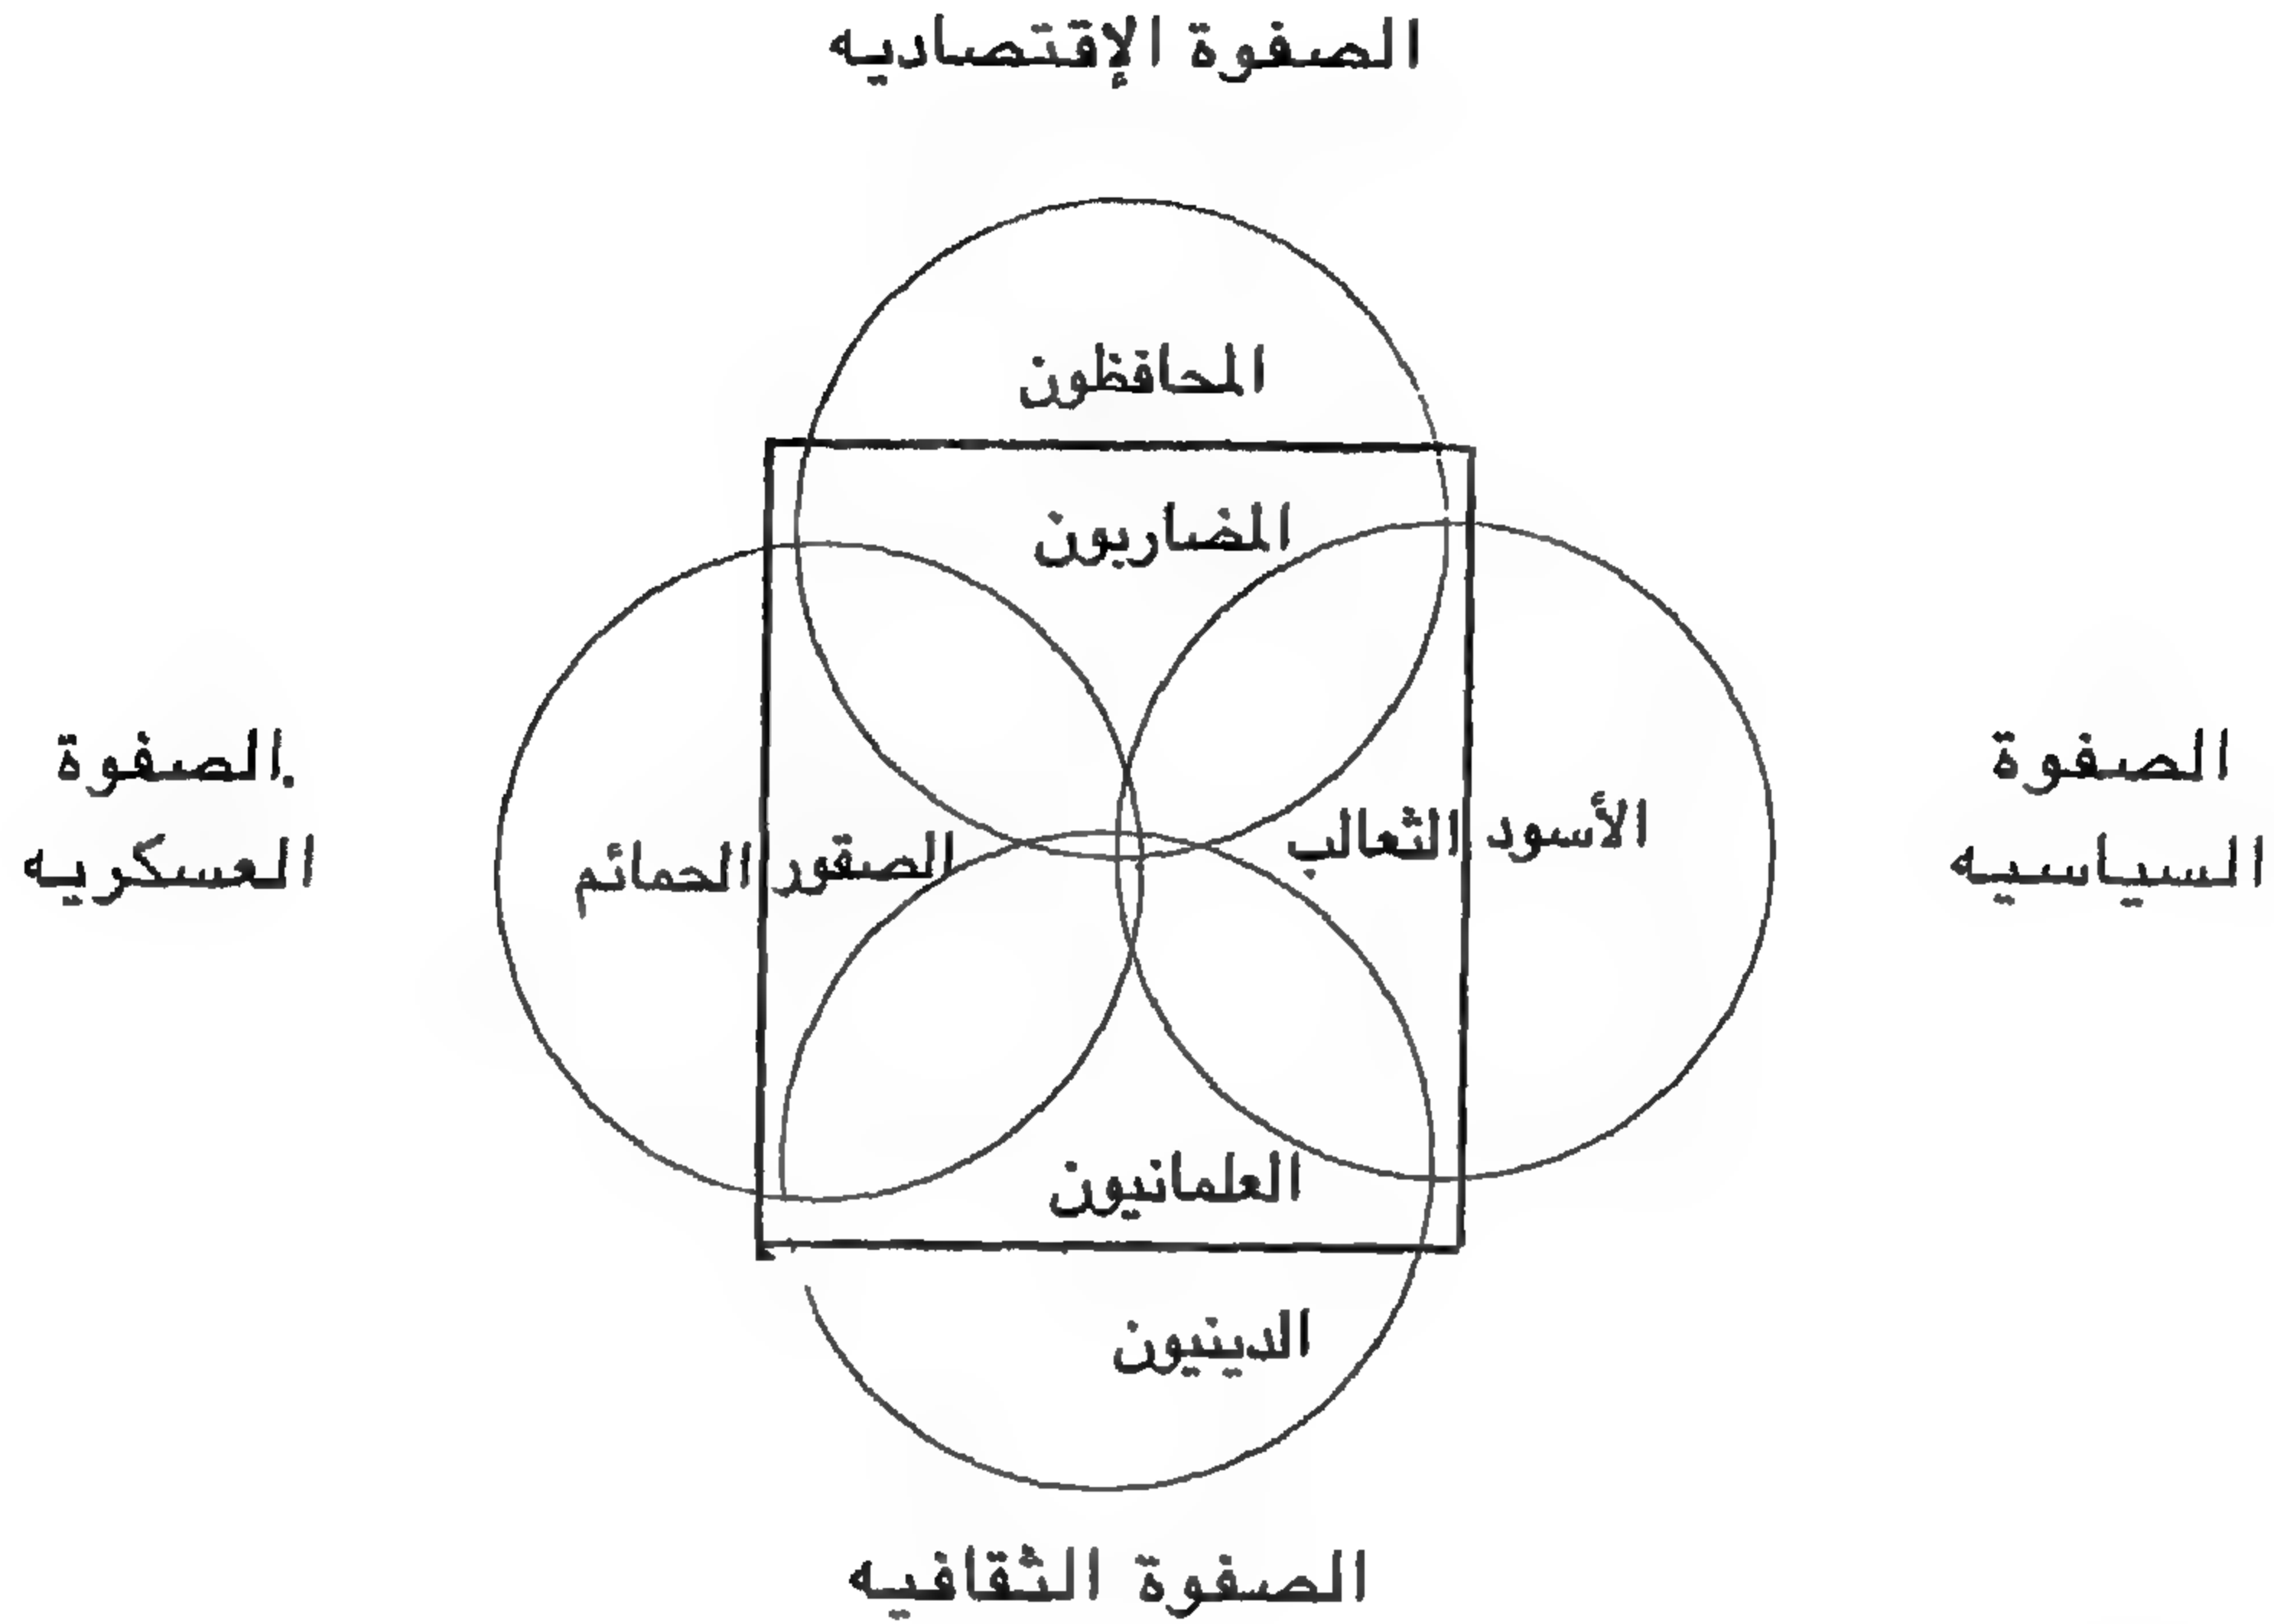 الصفوة الإقتصاديه
المحافظون
المضاربون
الصفوة
السياسيه
الأسود
الثعالب
الصقور
الحمائم
.الصفوة
العسكريه
العلمانيون
الدينيون
الصفوة الثقافيه